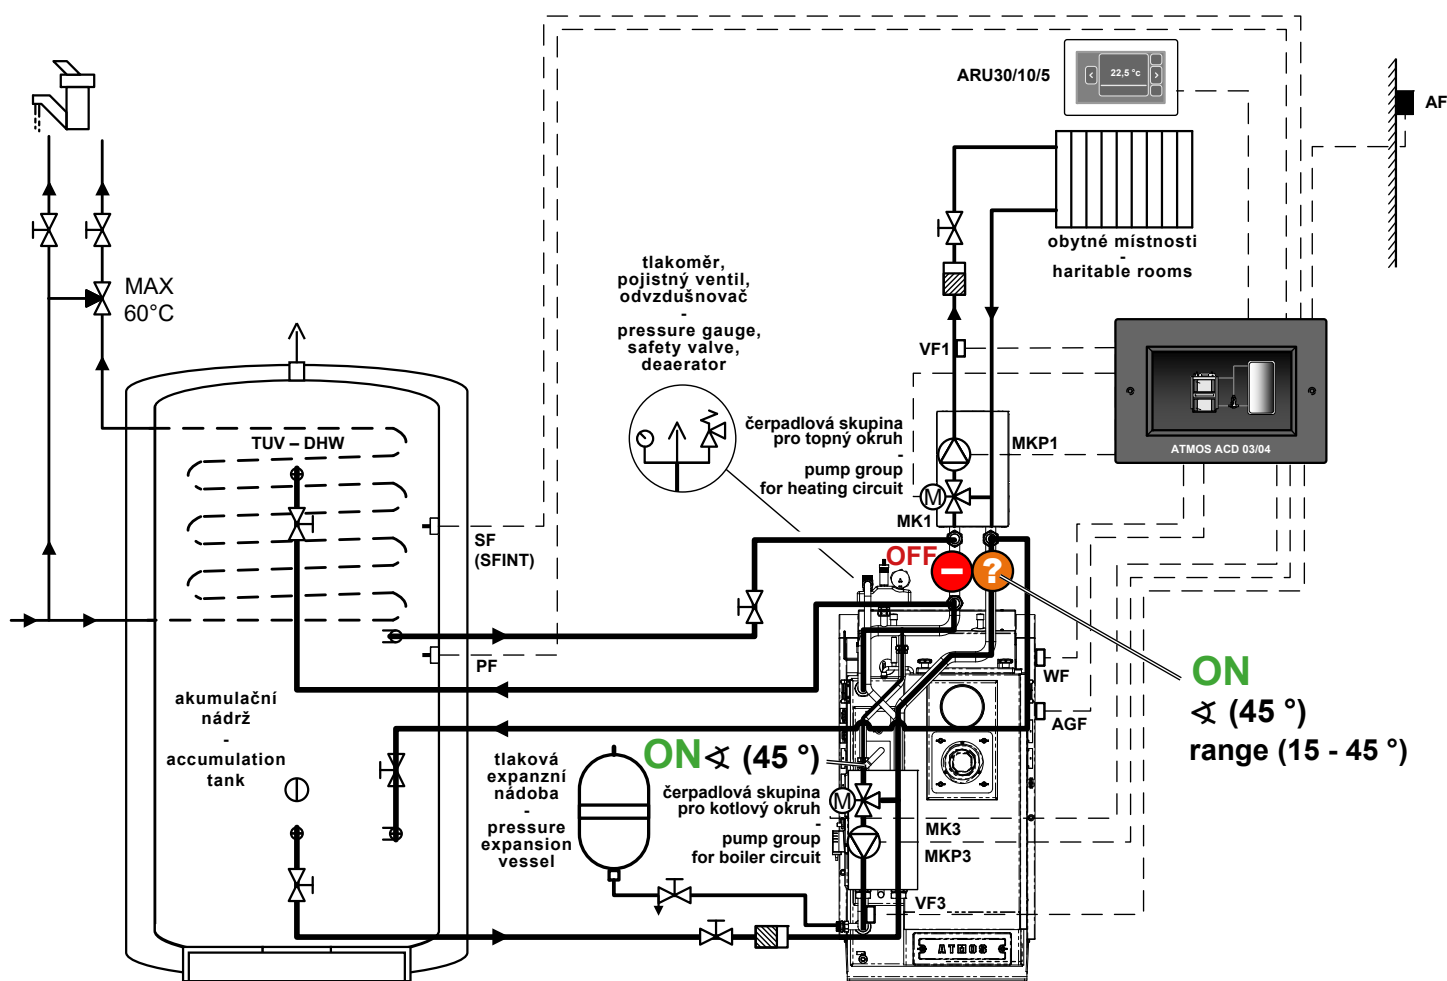 ARU30/10/5
22,5 °c
AF
obytné místnosti
-
haritable rooms
MAX
60°C
tlakoměr,
pojistný ventil,
odvzdušnovač
-
pressure gauge,
safety valve,
deaerator
VF1
čerpadlová skupina
pro topný okruh
-
pump group
for heating circuit
MKP1
M
MK1
ATMOS ACD 03/04
TUV – DHW
SF
(SFINT)
OFF
?
PF
WF
AGF
ON
∢ (45 °)
range (15 - 45 °)
akumulační
nádrž
-
accumulation
tank
tlaková
expanzní
nádoba
-
pressure
expansion
vessel
ON ∢ (45 °)
čerpadlová skupina
pro kotlový okruh
-
pump group
for boiler circuit
M
MK3
MKP3
VF3
ATMOS